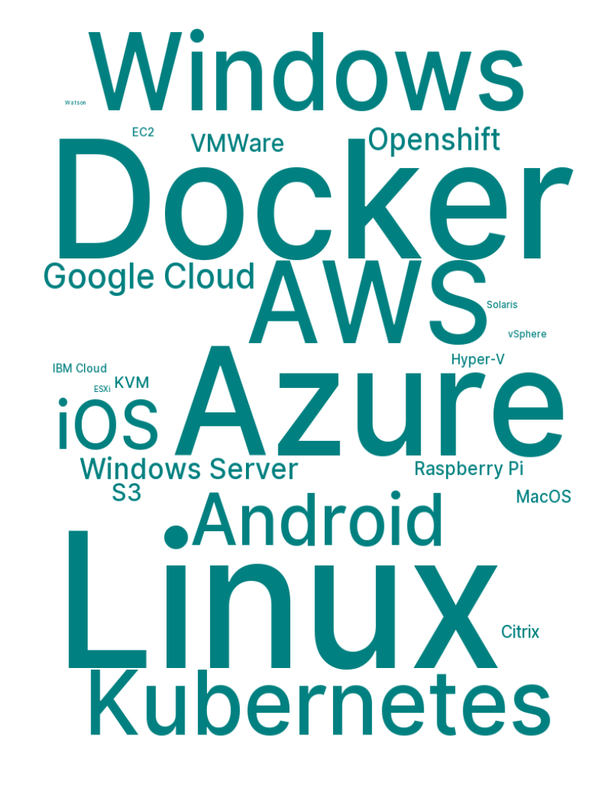 Windows
Watson
EC2
VMWare
Openshift
Docker
Google Cloud
AWS
Solaris
vSphere
Hyper-V
IBM Cloud
KVM
ESXi
Azure
iOS
Windows Server
Raspberry Pi
S3
MacOS
Android
Linux
Citrix
Kubernetes